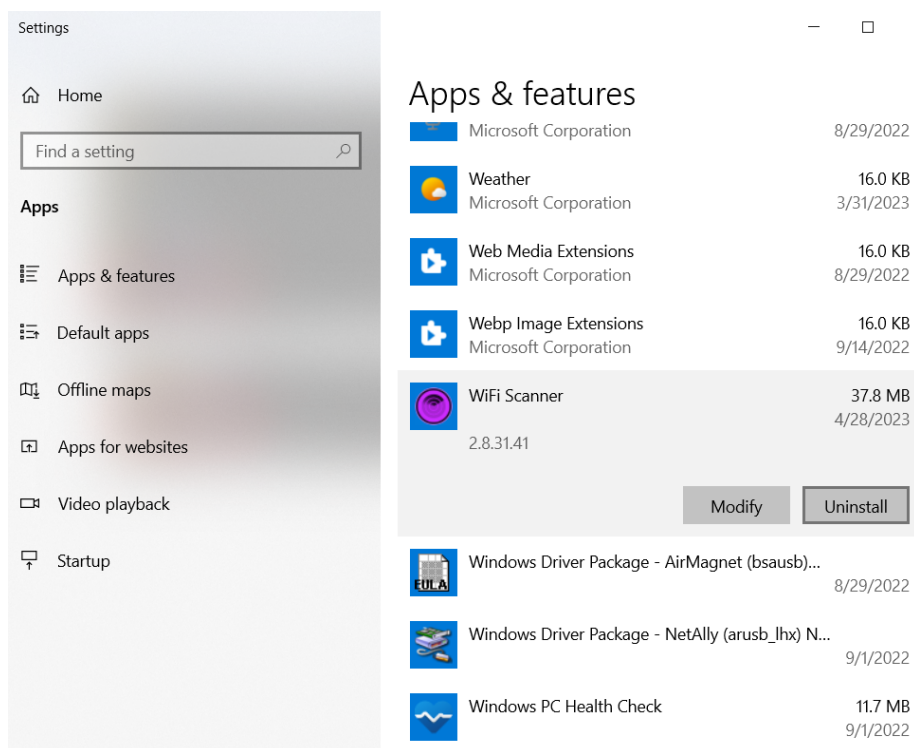 Settings
Home
Find a setting
Apps
Apps & features
Default apps
Offline maps
Apps for websites
Video playback
Startup
Apps & features
Microsoft Corporation 8/29/2022
Weather 16.0 KB
Microsoft Corporation 3/31/2023
Web Media Extensions 16.0 KB
Microsoft Corporation 8/29/2022
Webp Image Extensions 16.0 KB
Microsoft Corporation 9/14/2022
WiFi Scanner 37.8 MB
4/28/2023
2.8.31.41
Modify Uninstall
EULA
Windows Driver Package - AirMagnet (bsausb)...
8/29/2022
Windows Driver Package - NetAlly (arusb_lhx) N...
9/1/2022
Windows PC Health Check 11.7 MB
9/1/2022